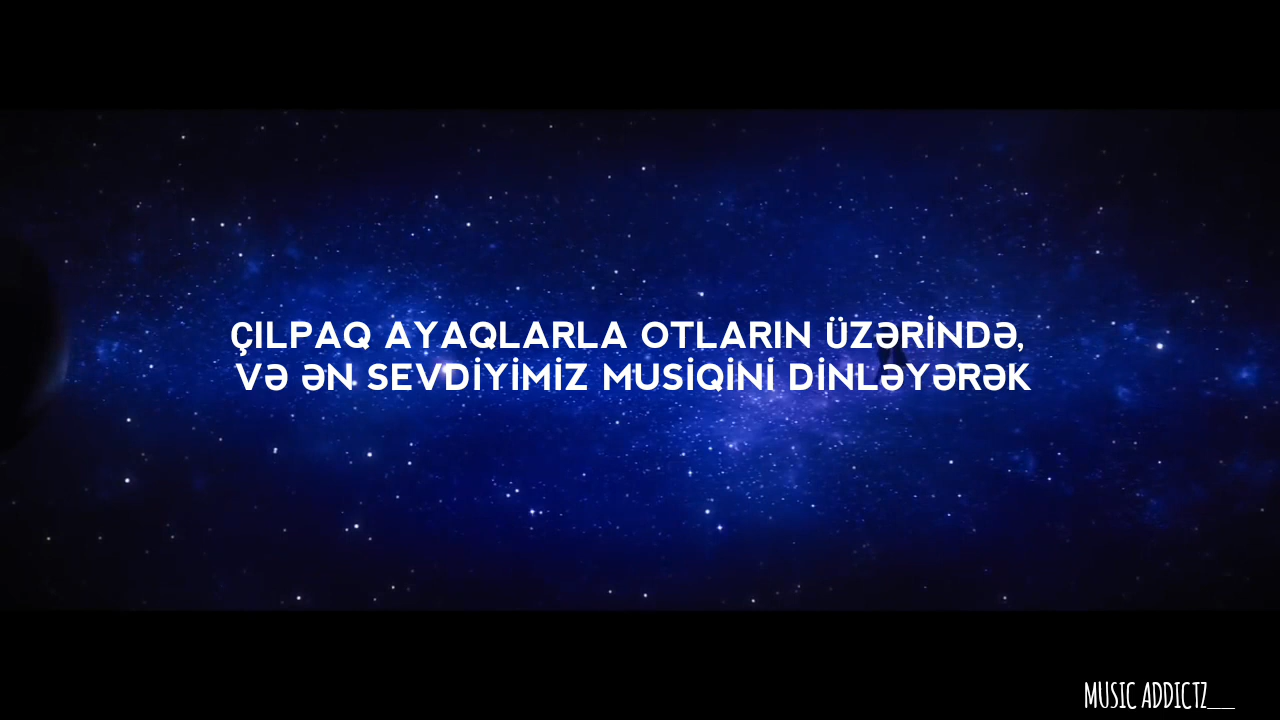 ÇILPAQ AYAQLARLA OTLARIN ÜZƏRİNDƏ,
VƏ ƏN SEVDİYİMİZ MUSİQİNİ DİNLƏYƏRƏK
MUSIC ADDICTZ__